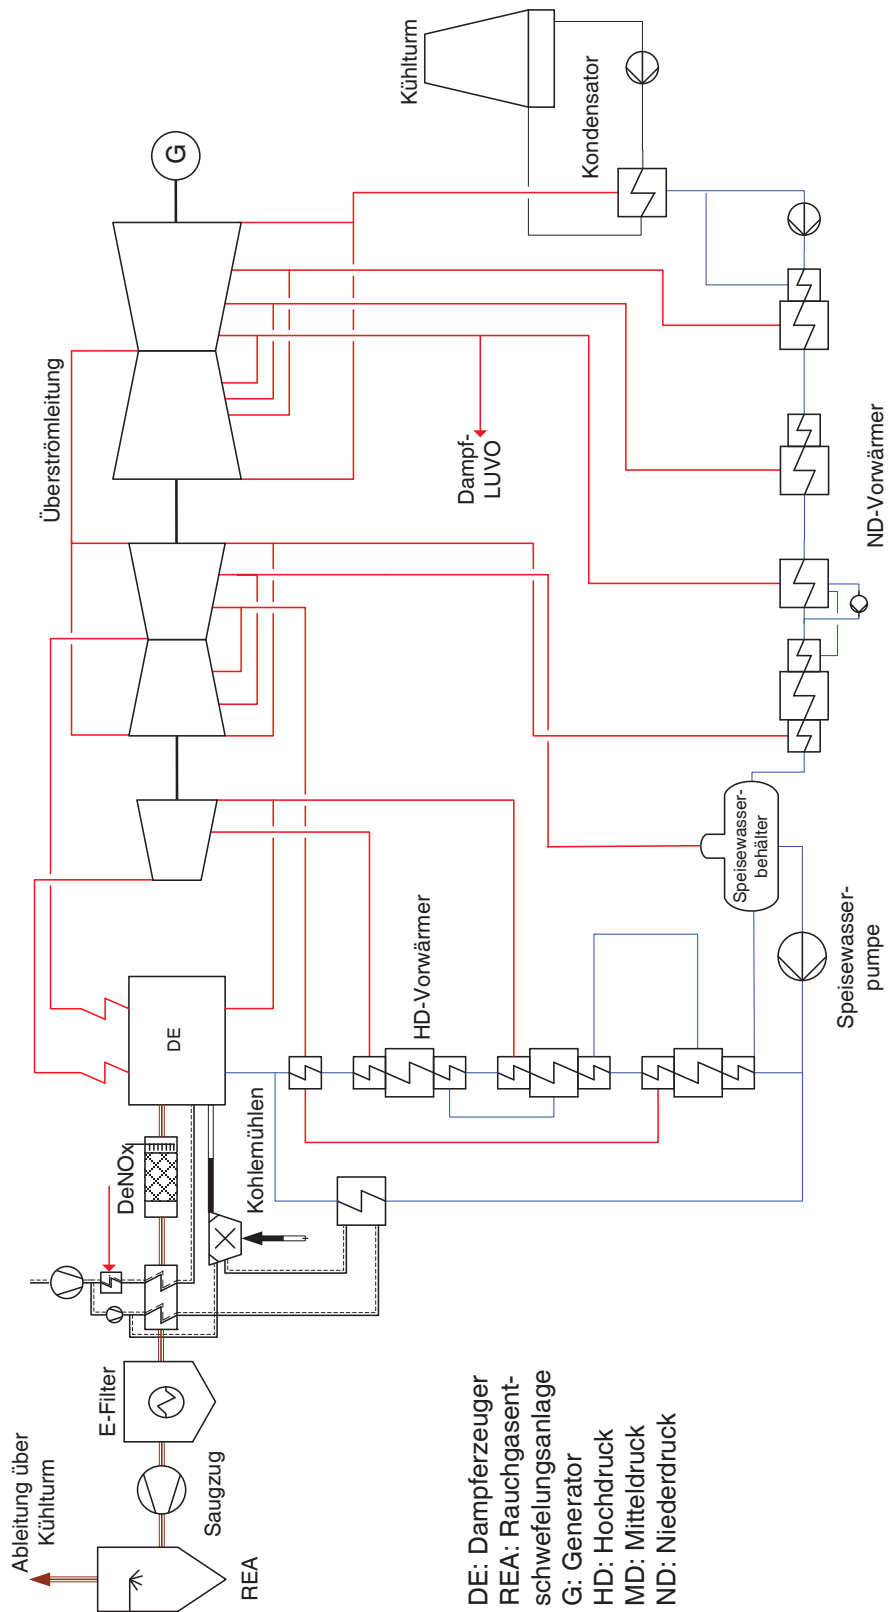 Ableitung über
Kühlturm
REA
Saugzug
E-Filter
DeNOx
Kohlemühlen
DE
HD-Vorwärmer
Speisewasser-
pumpe
Speisewasser-
behälter
Überströmleitung
Dampf-
LUVO
ND-Vorwärmer
G
Kühlturm
Kondensator
DE: Dampferzeuger
REA: Rauchgasent-
schwefelungsanlage
G: Generator
HD: Hochdruck
MD: Mitteldruck
ND: Niederdruck